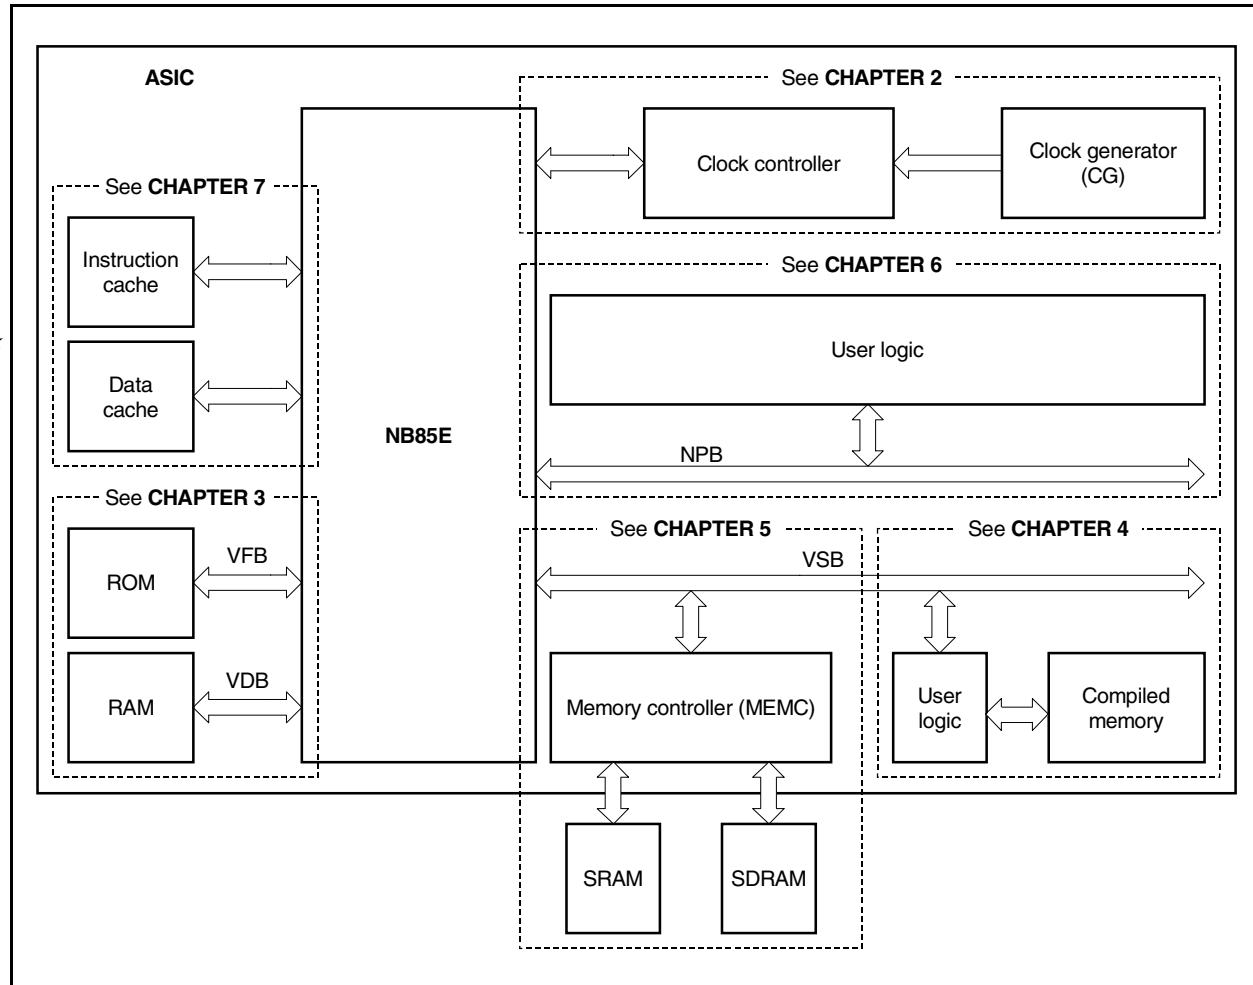 ASIC
See CHAPTER 2
Clock controller
Clock generator
(CG)
See CHAPTER 7
Instruction
cache
Data
cache
NB85E
See CHAPTER 6
User logic
NPB
See CHAPTER 3
ROM
VFB
RAM
VDB
See CHAPTER 5
VSB
Memory controller (MEMC)
SRAM
SDRAM
See CHAPTER 4
User
logic
Compiled
memory